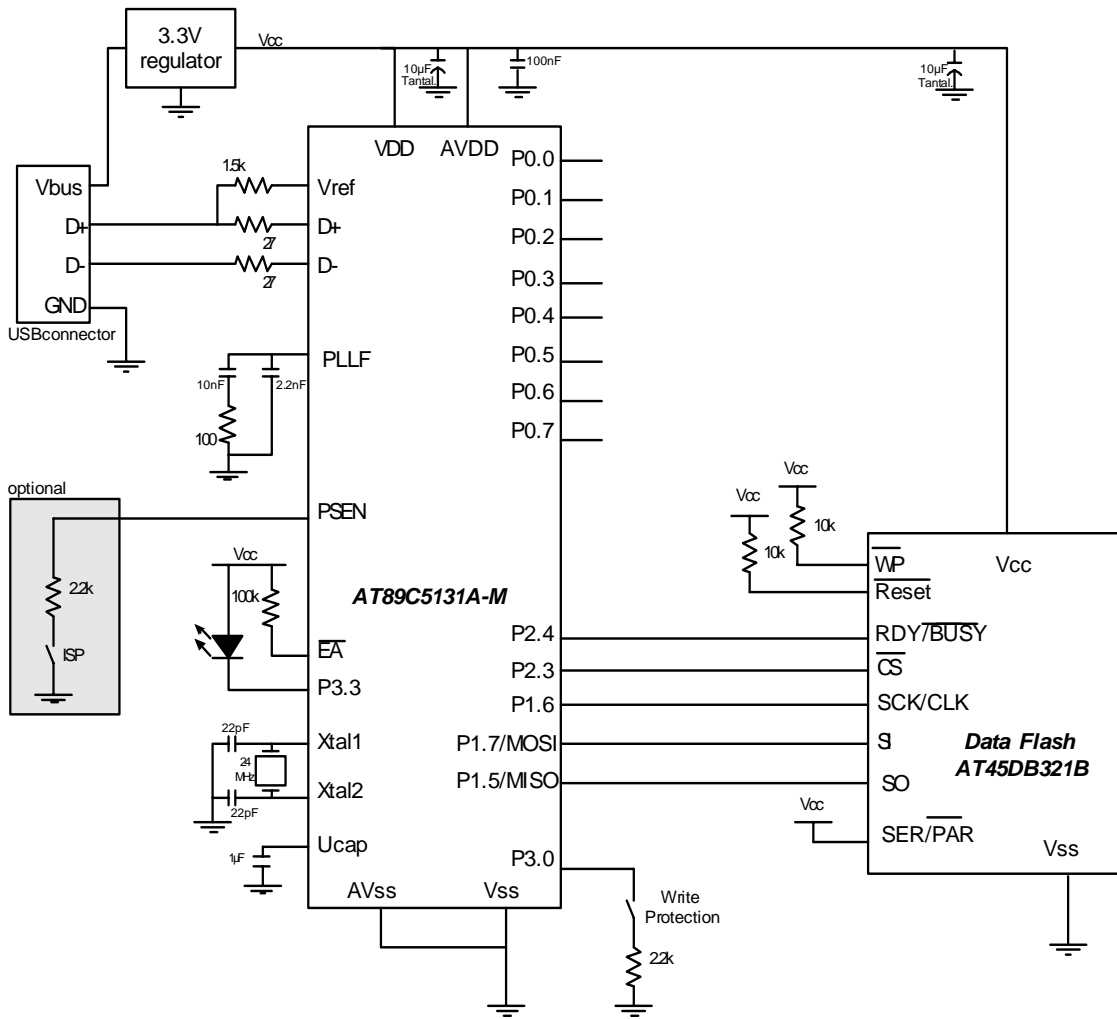 3.3V
regulator
Vcc
10µF
Tantal.
100nF
10µF
Tantal.
VDD
AVDD
P0.0
P0.1
P0.2
P0.3
P0.4
P0.5
P0.6
P0.7
Vbus
D+
D-
GND
USBconnector
1.5k
27
27
Vref
D+
D-
PLLF
10nF
2.2nF
100
optional
PSEN
2.2k
ISP
Vcc
100k
EA
P3.3
AT89C5131A-M
22pF
24
MHz
22pF
Xtal1
Xtal2
Ucap
1µF
AVss
Vss
P2.4
P2.3
P1.6
P1.7/MOSI
P1.5/MISO
P3.0
Write
Protection
2.2k
Vcc
Vcc
10k
10k
WP
Vcc
Reset
RDY/BUSY
CS
SCK/CLK
SI
SO
SER/PAR
Vcc
Data Flash
AT45DB321B
Vss